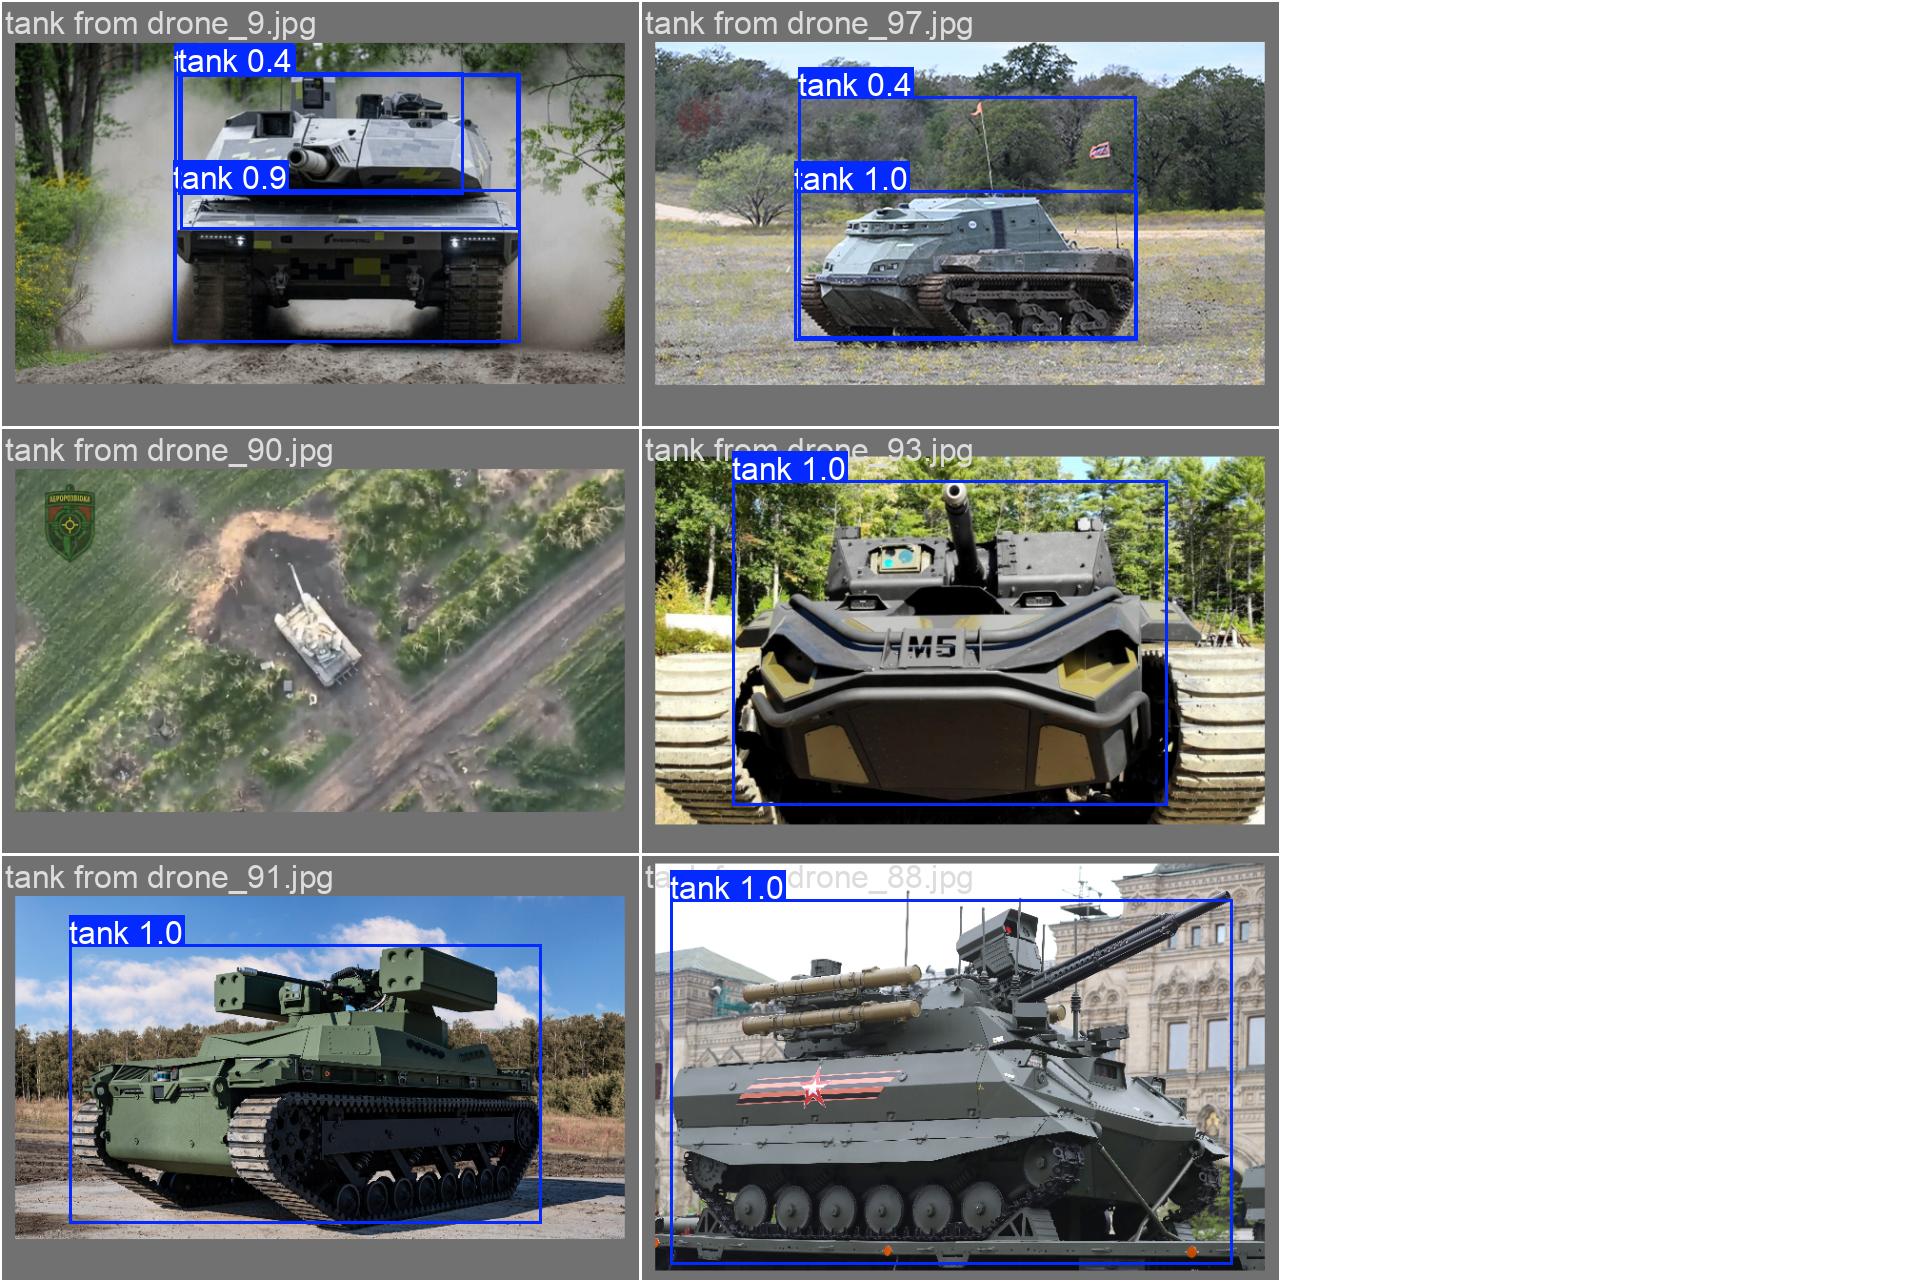 tank from drone_9.jpg
tank 0.4
tank 0.9
tank from drone_97.jpg
tank 0.4
tank 1.0
tank from drone_90.jpg
АЕРОРОЗВІДКА
tank from drone_93.jpg
tank 1.0
M5
tank from drone_91.jpg
tank 1.0
drone_88.jpg
tank 1.0